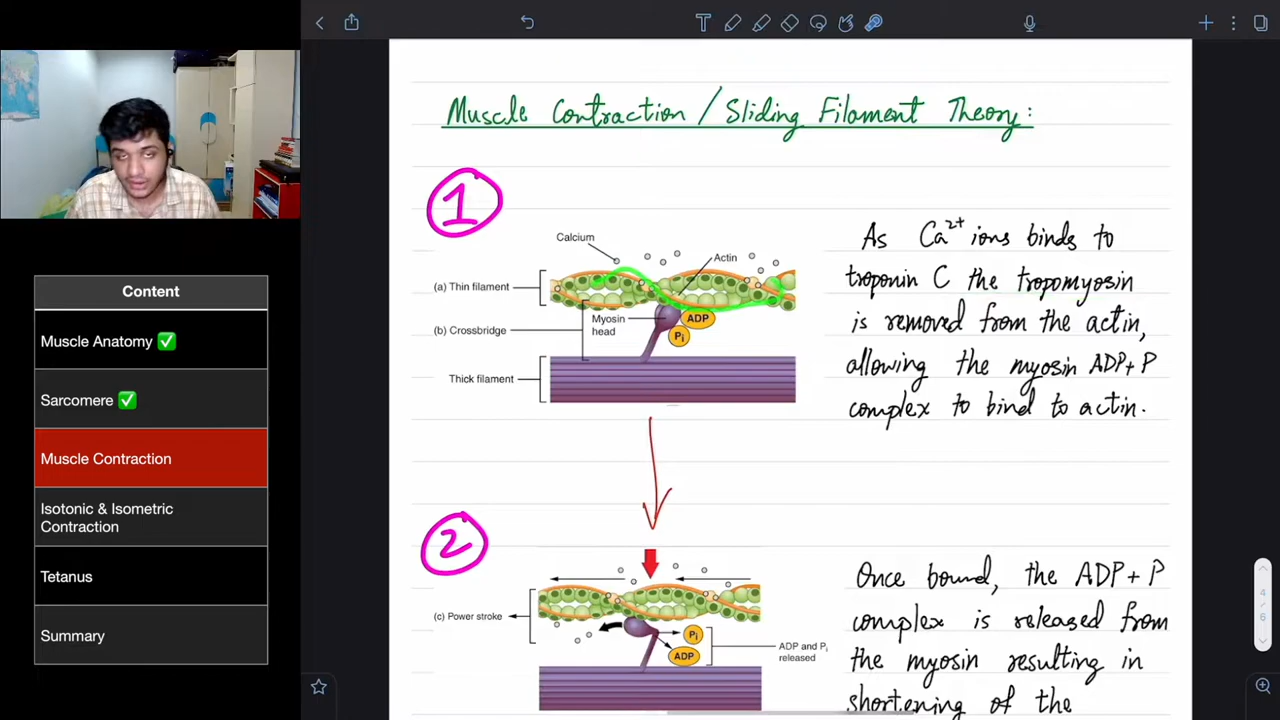 Content
Muscle Anatomy ✅
Sarcomere ✅
Muscle Contraction
Isotonic & Isometric
Contraction
Tetanus
Summary
Muscle Contraction / Sliding Filament Theory:
1
Calcium
Actin
(a) Thin filament
Myosin
head
ADP
Pi
(b) Crossbridge
Thick filament
As Ca²⁺ ions binds to
troponin C the tropomyosin
is removed from the actin,
allowing the myosin ADP+P
complex to bind to actin.
2
(c) Power stroke
Pi
ADP
ADP and Pi
released
Once bound, the ADP+P
complex is released from
the myosin resulting in
shortening of the
4
6